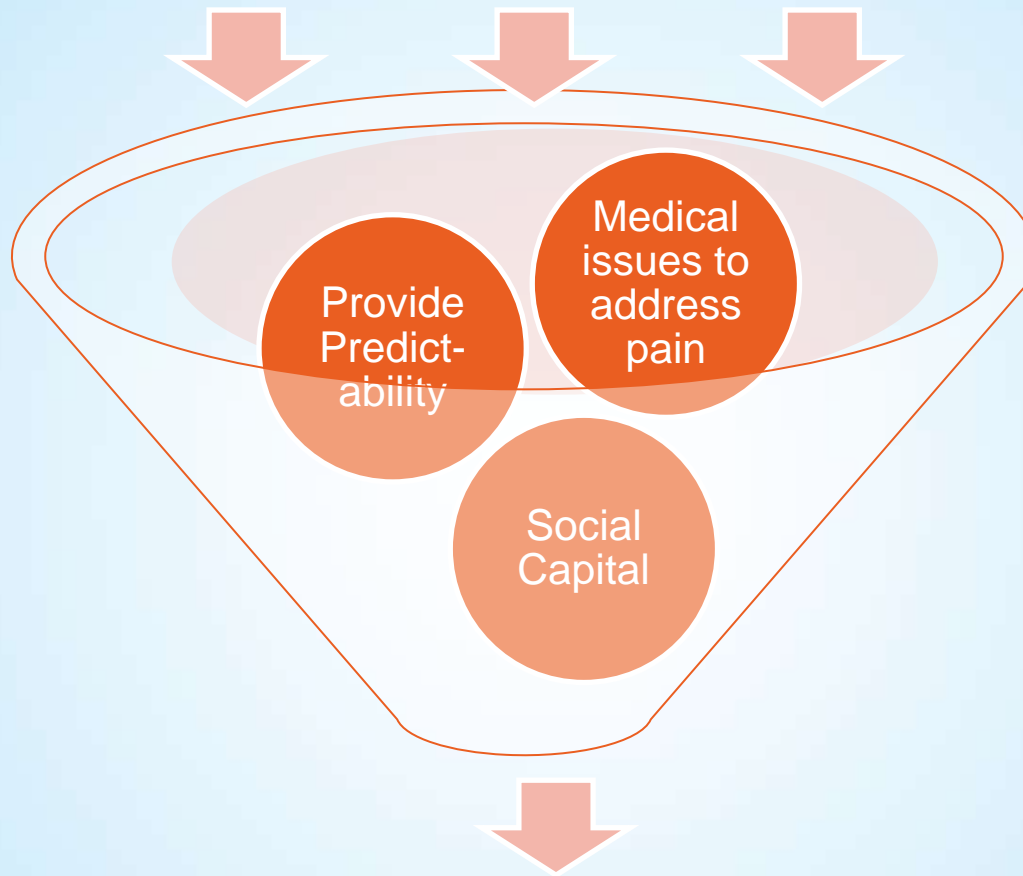 Medical
issues to
address
pain
Provide
Predict-
ability
Social
Capital